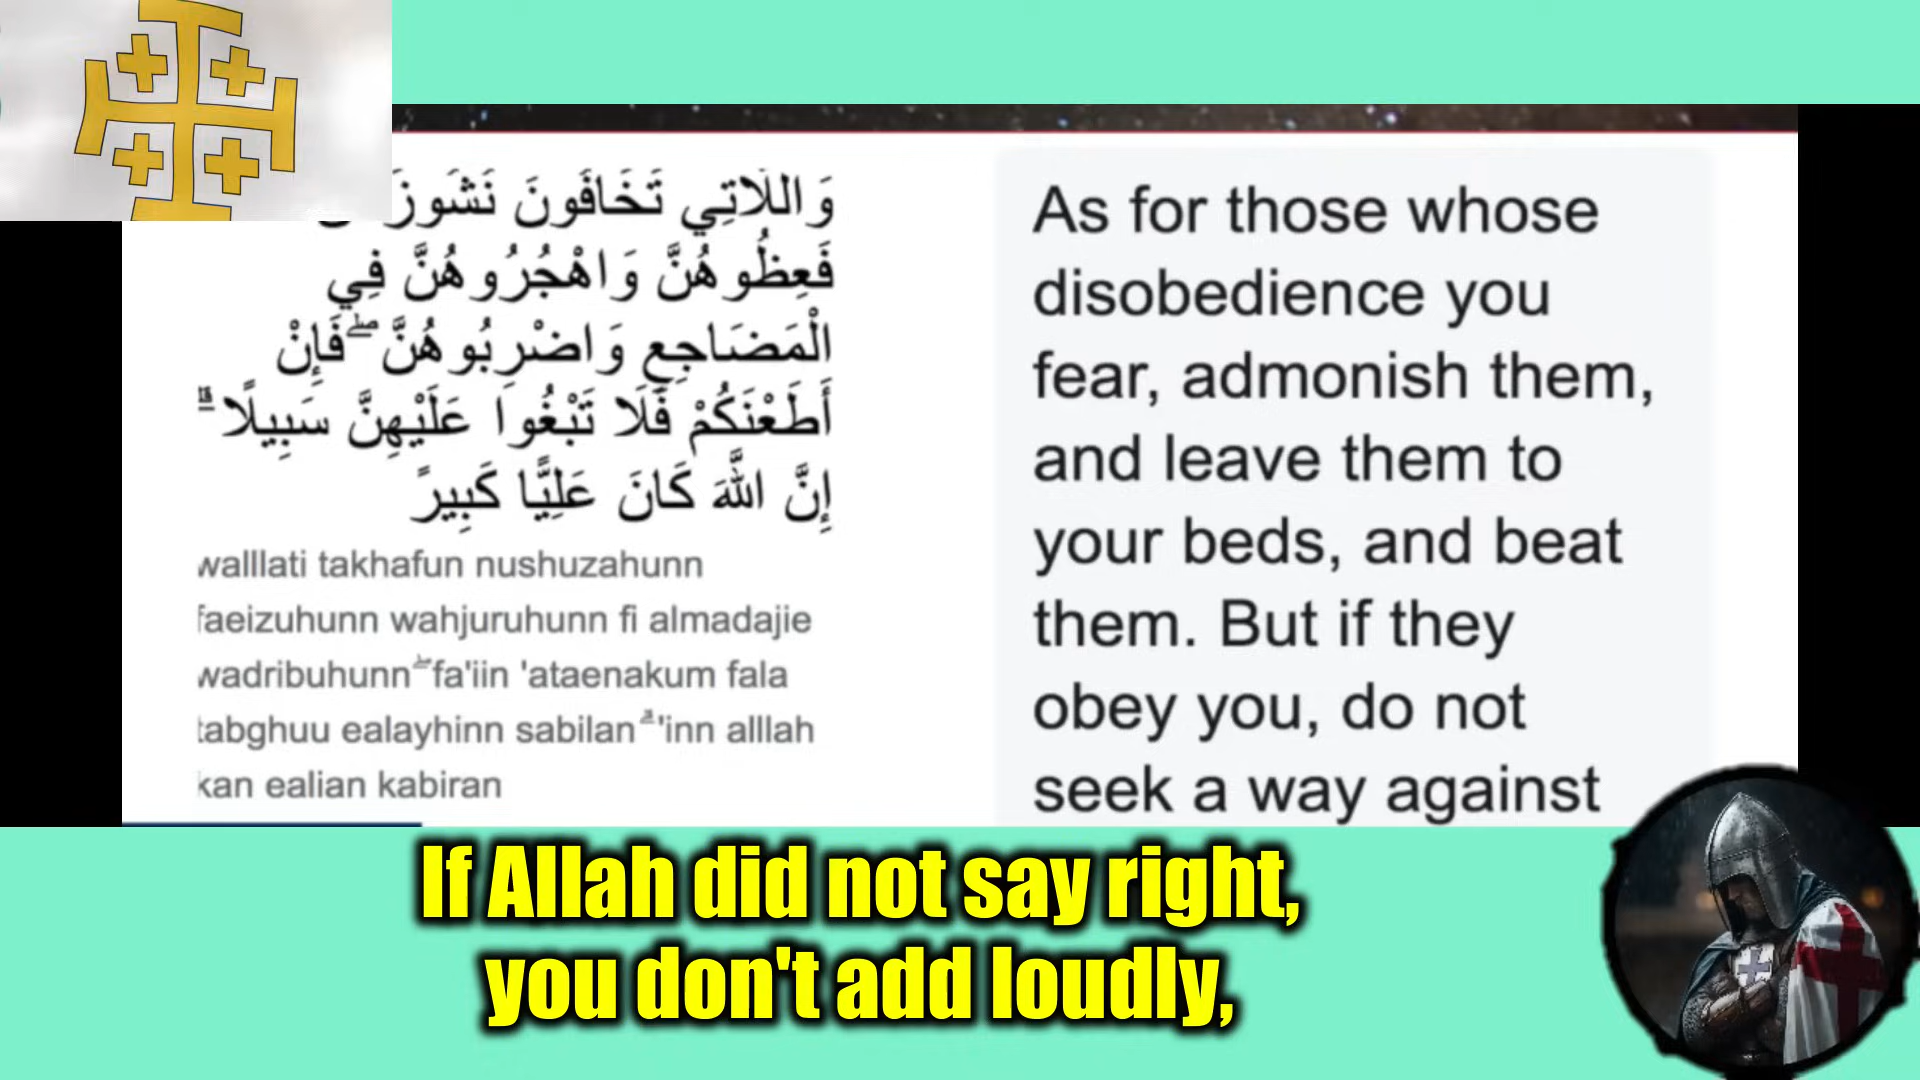 وَاللَّاتِي تَخَافُونَ نَشُوزَ
فَعِظُوهُنَّ وَاهْجُرُوهُنَّ فِي
الْمَضَاجِعِ وَاضْرِبُوهُنَّ ۖ فَإِنْ
أَطَعْنَكُمْ فَلَا تَبْغُوا عَلَيْهِنَّ سَبِيلًا ۗ
إِنَّ اللَّهَ كَانَ عَلِيًّا كَبِيرً
walllati takhafun nushuzahunn
faeizuhunn wahjuruhunn fi almadajie
wadribuhunn ۖ fa'iin 'ataenakum fala
tabghuu ealayhinn sabilan ۗ 'inn alllah
kan ealian kabiran
As for those whose
disobedience you
fear, admonish them,
and leave them to
your beds, and beat
them. But if they
obey you, do not
seek a way against
If Allah did not say right,
you don't add loudly,